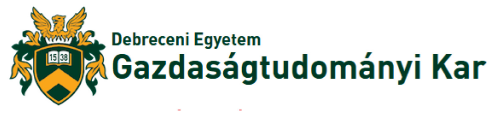 15 38
Debreceni Egyetem
Gazdaságtudományi Kar